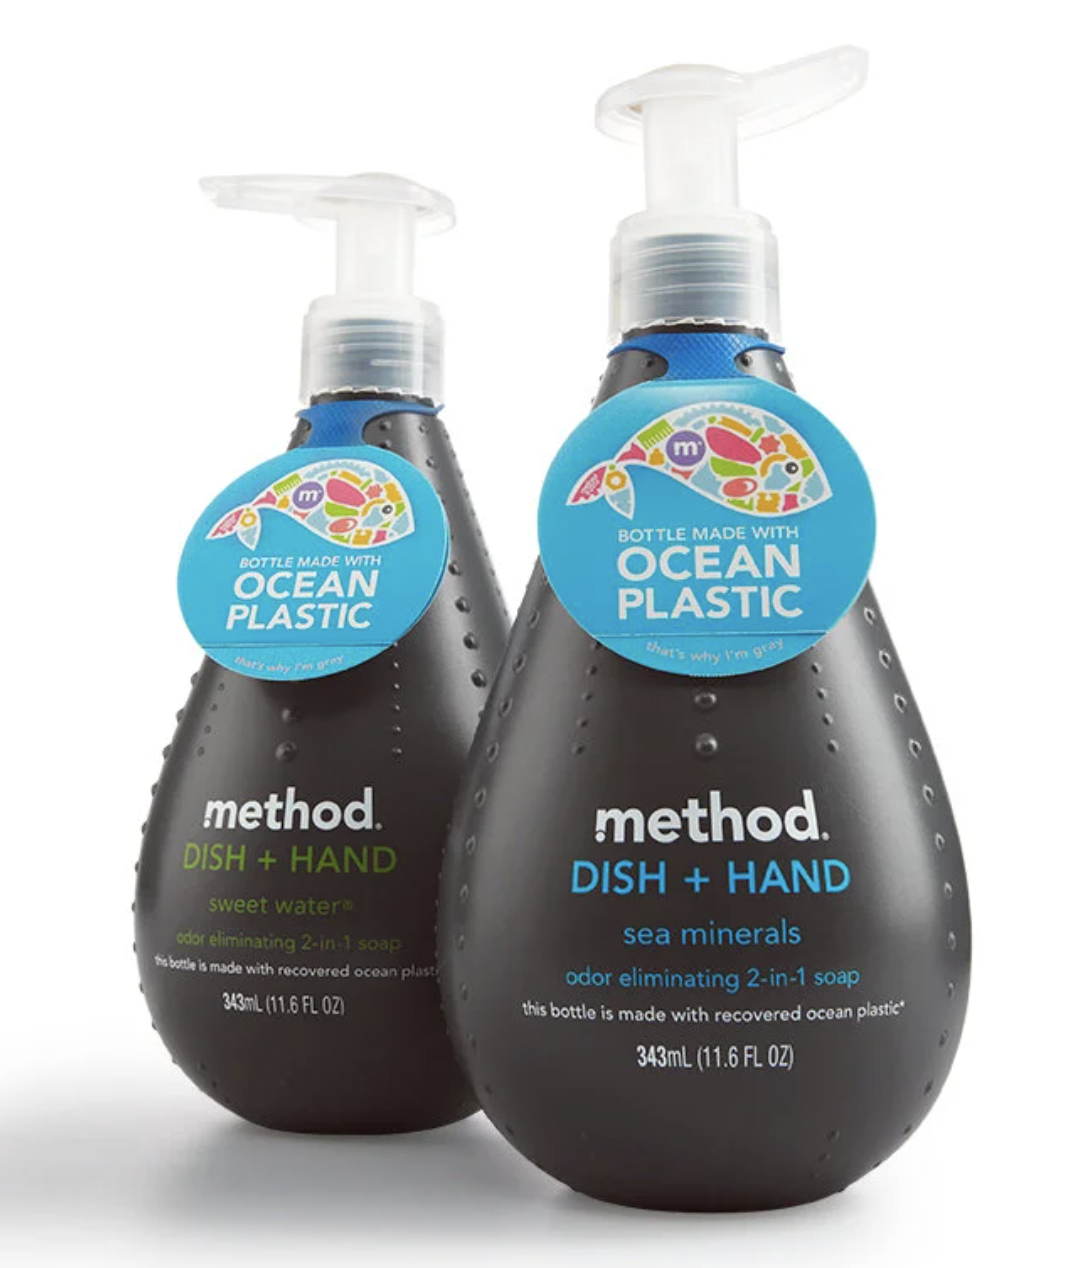 m
BOTTLE MADE WITH
OCEAN
PLASTIC
that's why I'm gray
method.
DISH + HAND
sweet water®
odor eliminating 2-in-1 soap
this bottle is made with recovered ocean plasti
343mL (11.6 FL OZ)
m
BOTTLE MADE WITH
OCEAN
PLASTIC
that's why I'm gray
method.
DISH + HAND
sea minerals
odor eliminating 2-in-1 soap
this bottle is made with recovered ocean plastic*
343mL (11.6 FL OZ)